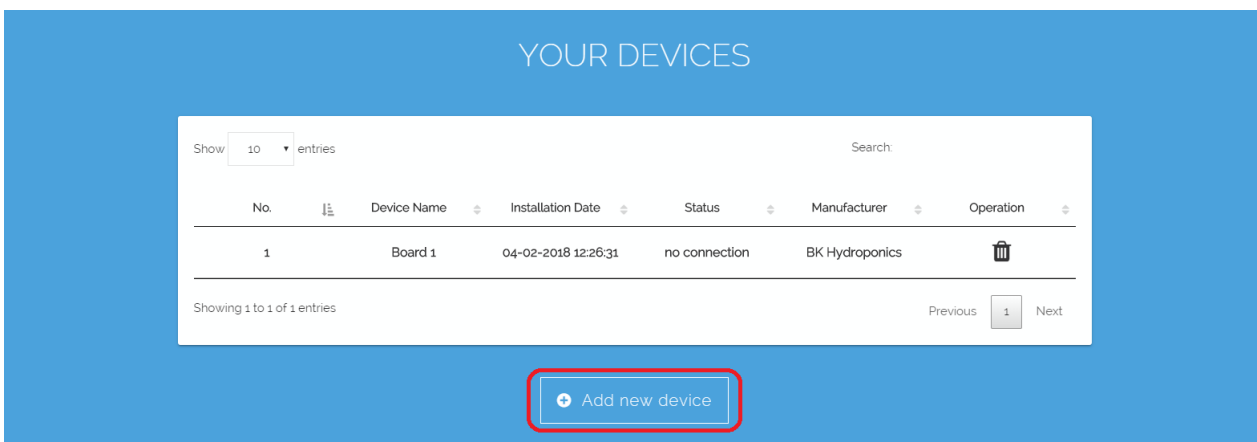 YOUR DEVICES
Show 10 entries Search:
No. Device Name Installation Date Status Manufacturer Operation
1 Board 1 04-02-2018 12:26:31 no connection BK Hydroponics
Showing 1 to 1 of 1 entries Previous 1 Next
Add new device